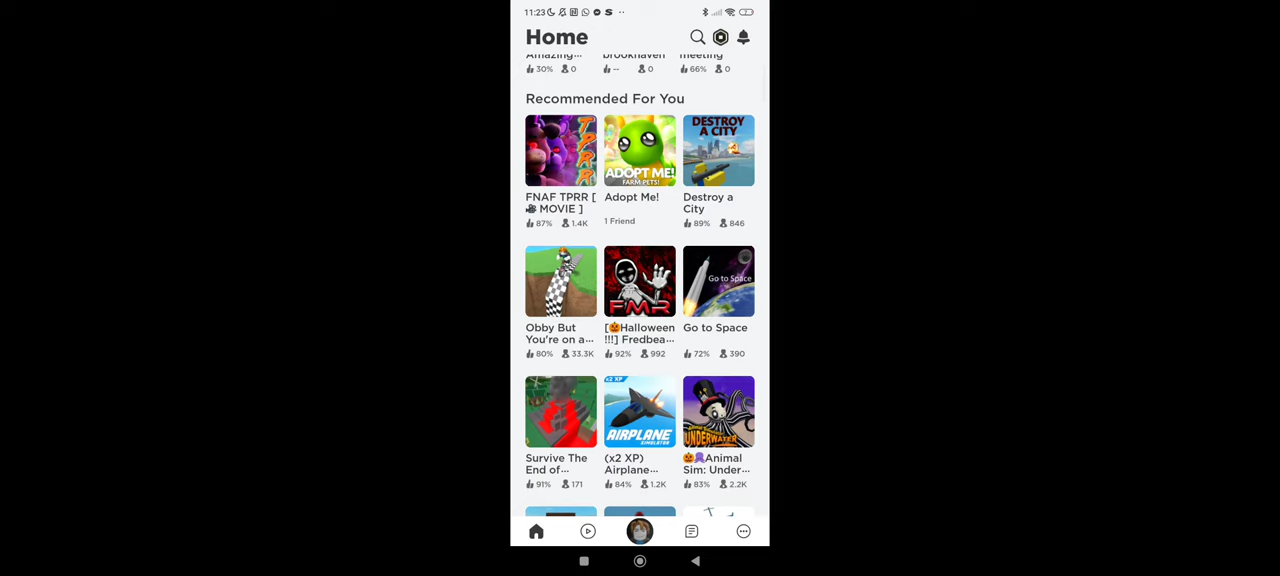 11:23
7
Home
Amazing...
brookhaven
meeting
30% 0
-- 0
66% 0
Recommended For You
TPRR
ADOPT ME!
FARM PETS!
DESTROY
A CITY
FNAF TPRR [
🎥 MOVIE ]
87% 1.4K
Adopt Me!
1 Friend
Destroy a
City
89% 846
FMR
Go to Space
Obby But
You're on a...
80% 33.3K
[🎃Halloween
!!!] Fredbea...
92% 992
Go to Space
72% 390
x2 XP
AIRPLANE
SIMULATOR
UNDERWATER
Survive The
End of...
91% 171
(x2 XP)
Airplane...
84% 1.2K
🎃🐙Animal
Sim: Under...
83% 2.2K